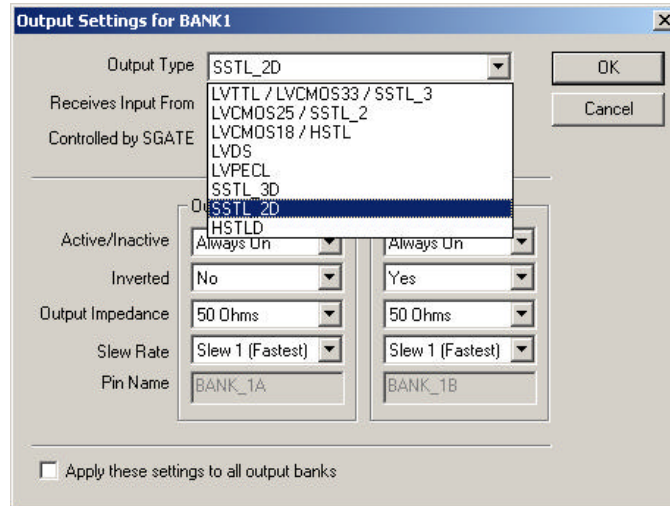 Output Settings for BANK1
Output Type
SSTL_2D
OK
Receives Input From
Cancel
Controlled by SGATE
LVTTL / LVCMOS33 / SSTL_3
LVCMOS25 / SSTL_2
LVCMOS18 / HSTL
LVDS
LVPECL
SSTL_3D
SSTL_2D
HSTLD
Active/Inactive
Always On
Always On
Inverted
No
Yes
Output Impedance
50 Ohms
50 Ohms
Slew Rate
Slew 1 (Fastest)
Slew 1 (Fastest)
Pin Name
BANK_1A
BANK_1B
Apply these settings to all output banks